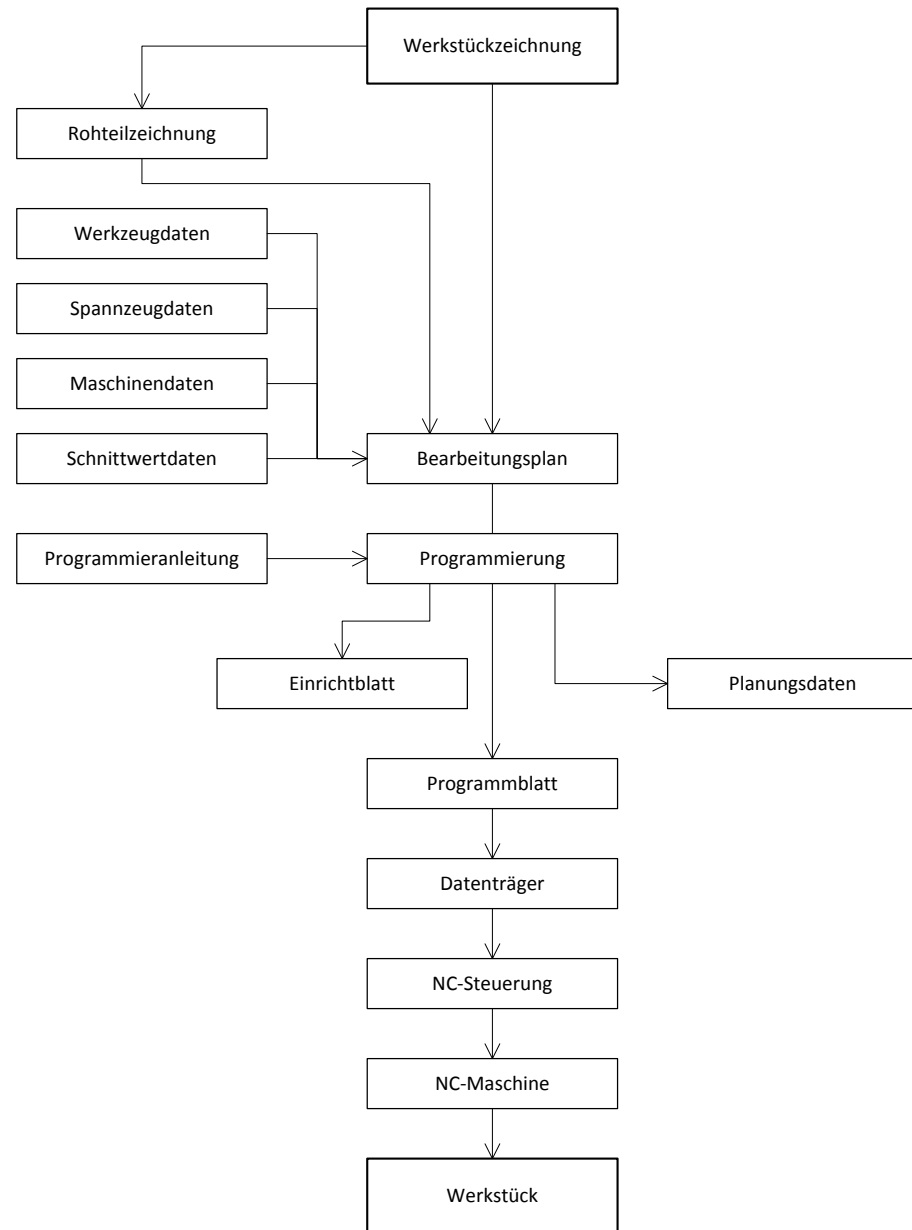 Werkstückzeichnung
Rohteilzeichnung
Werkzeugdaten
Spannzeugdaten
Maschinendaten
Schnittwertdaten
Bearbeitungsplan
Programmieranleitung
Programmierung
Einrichtblatt
Planungsdaten
Programmblatt
Datenträger
NC-Steuerung
NC-Maschine
Werkstück